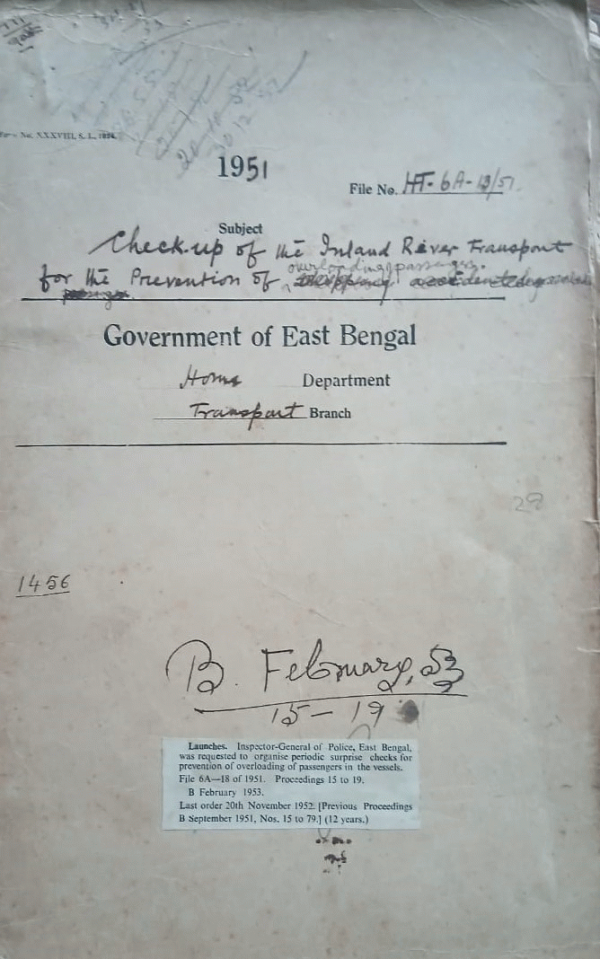 1951
File No. HT-6A-18/51.
Subject
Check-up of the Inland River Transport
overloading passengers.
for the Prevention of
Government of East Bengal
Home Department
Transport Branch
29
1456
B. February, 53
15-19
Launches. Inspector-General of Police, East Bengal,
was requested to organise periodic surprise checks for
prevention of overloading of passengers in the vessels.
File 6A—18 of 1951. Proceedings 15 to 19.
B February 1953.
Last order 20th November 1952. [Previous Proceedings
B September 1951, Nos. 15 to 79.] (12 years.)